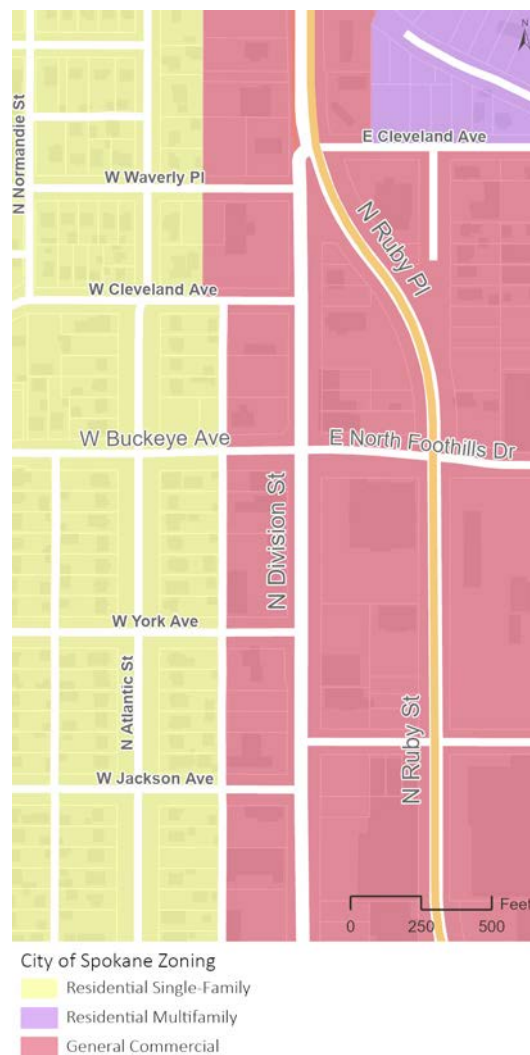 N
N Normandie St
E Cleveland Ave
W Waverly Pl
N Ruby Pl
W Cleveland Ave
W Buckeye Ave
E North Foothills Dr
N Division St
W York Ave
N Atlantic St
N Ruby St
W Jackson Ave
Feet
0 250 500
City of Spokane Zoning
Residential Single-Family
Residential Multifamily
General Commercial